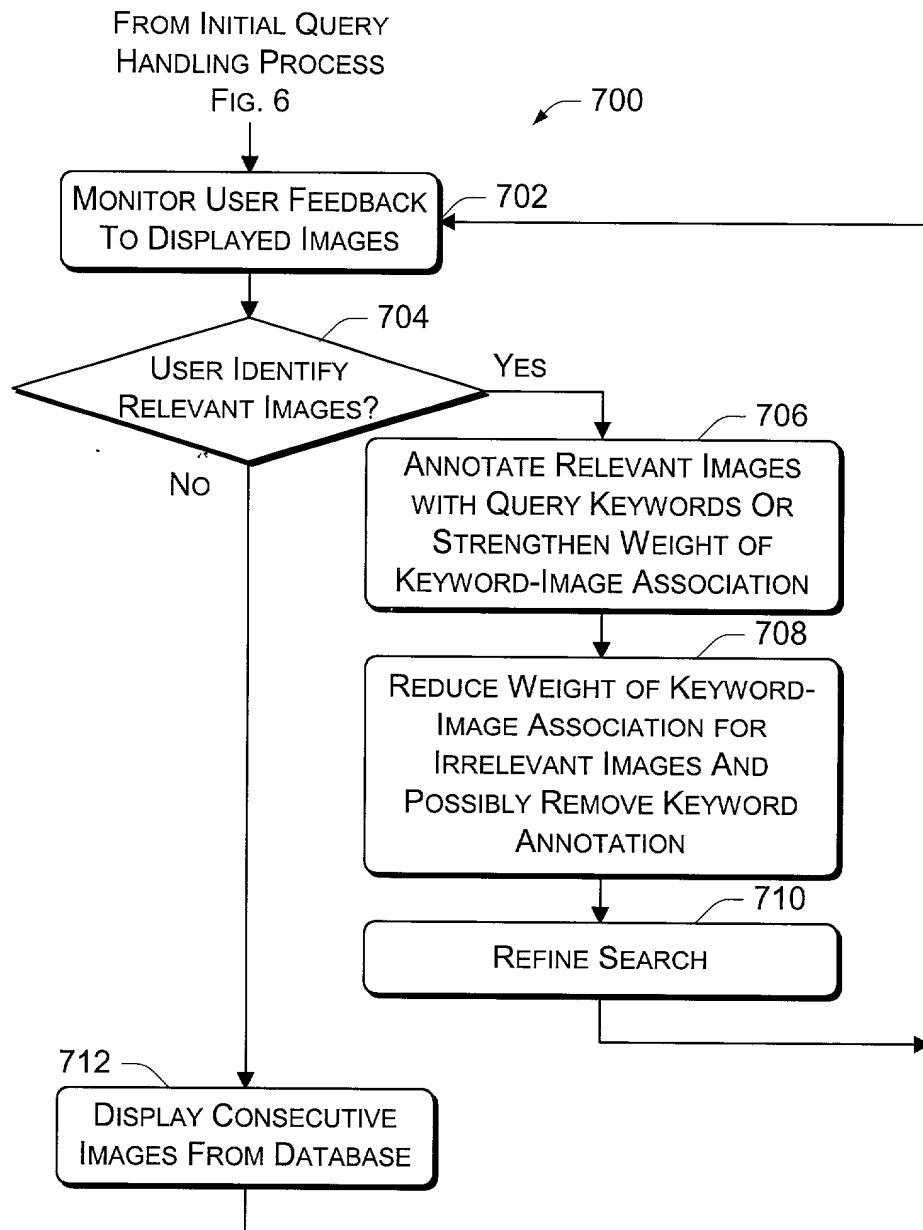 FROM INITIAL QUERY
HANDLING PROCESS
FIG. 6
700
MONITOR USER FEEDBACK
TO DISPLAYED IMAGES
702
704
USER IDENTIFY
RELEVANT IMAGES?
YES
NO
706
ANNOTATE RELEVANT IMAGES
WITH QUERY KEYWORDS OR
STRENGTHEN WEIGHT OF
KEYWORD-IMAGE ASSOCIATION
708
REDUCE WEIGHT OF KEYWORD-
IMAGE ASSOCIATION FOR
IRRELEVANT IMAGES AND
POSSIBLY REMOVE KEYWORD
ANNOTATION
710
REFINE SEARCH
712
DISPLAY CONSECUTIVE
IMAGES FROM DATABASE